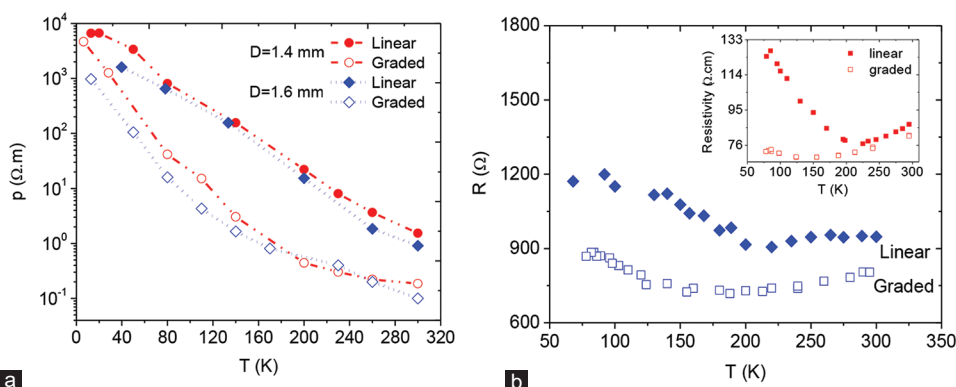 10^4
10^3
10^2
10^1
10^0
10^-1
p (Ω.m)
0 40 80 120 160 200 240 280 320
T (K)
D=1.4 mm
Linear
Graded
D=1.6 mm
Linear
Graded
a
1800
1500
1200
900
600
R (Ω)
50 100 150 200 250 300 350
T (K)
Linear
Graded
133
114
95
76
Resistivity (Ω.cm)
50 100 150 200 250 300
T (K)
linear
graded
b